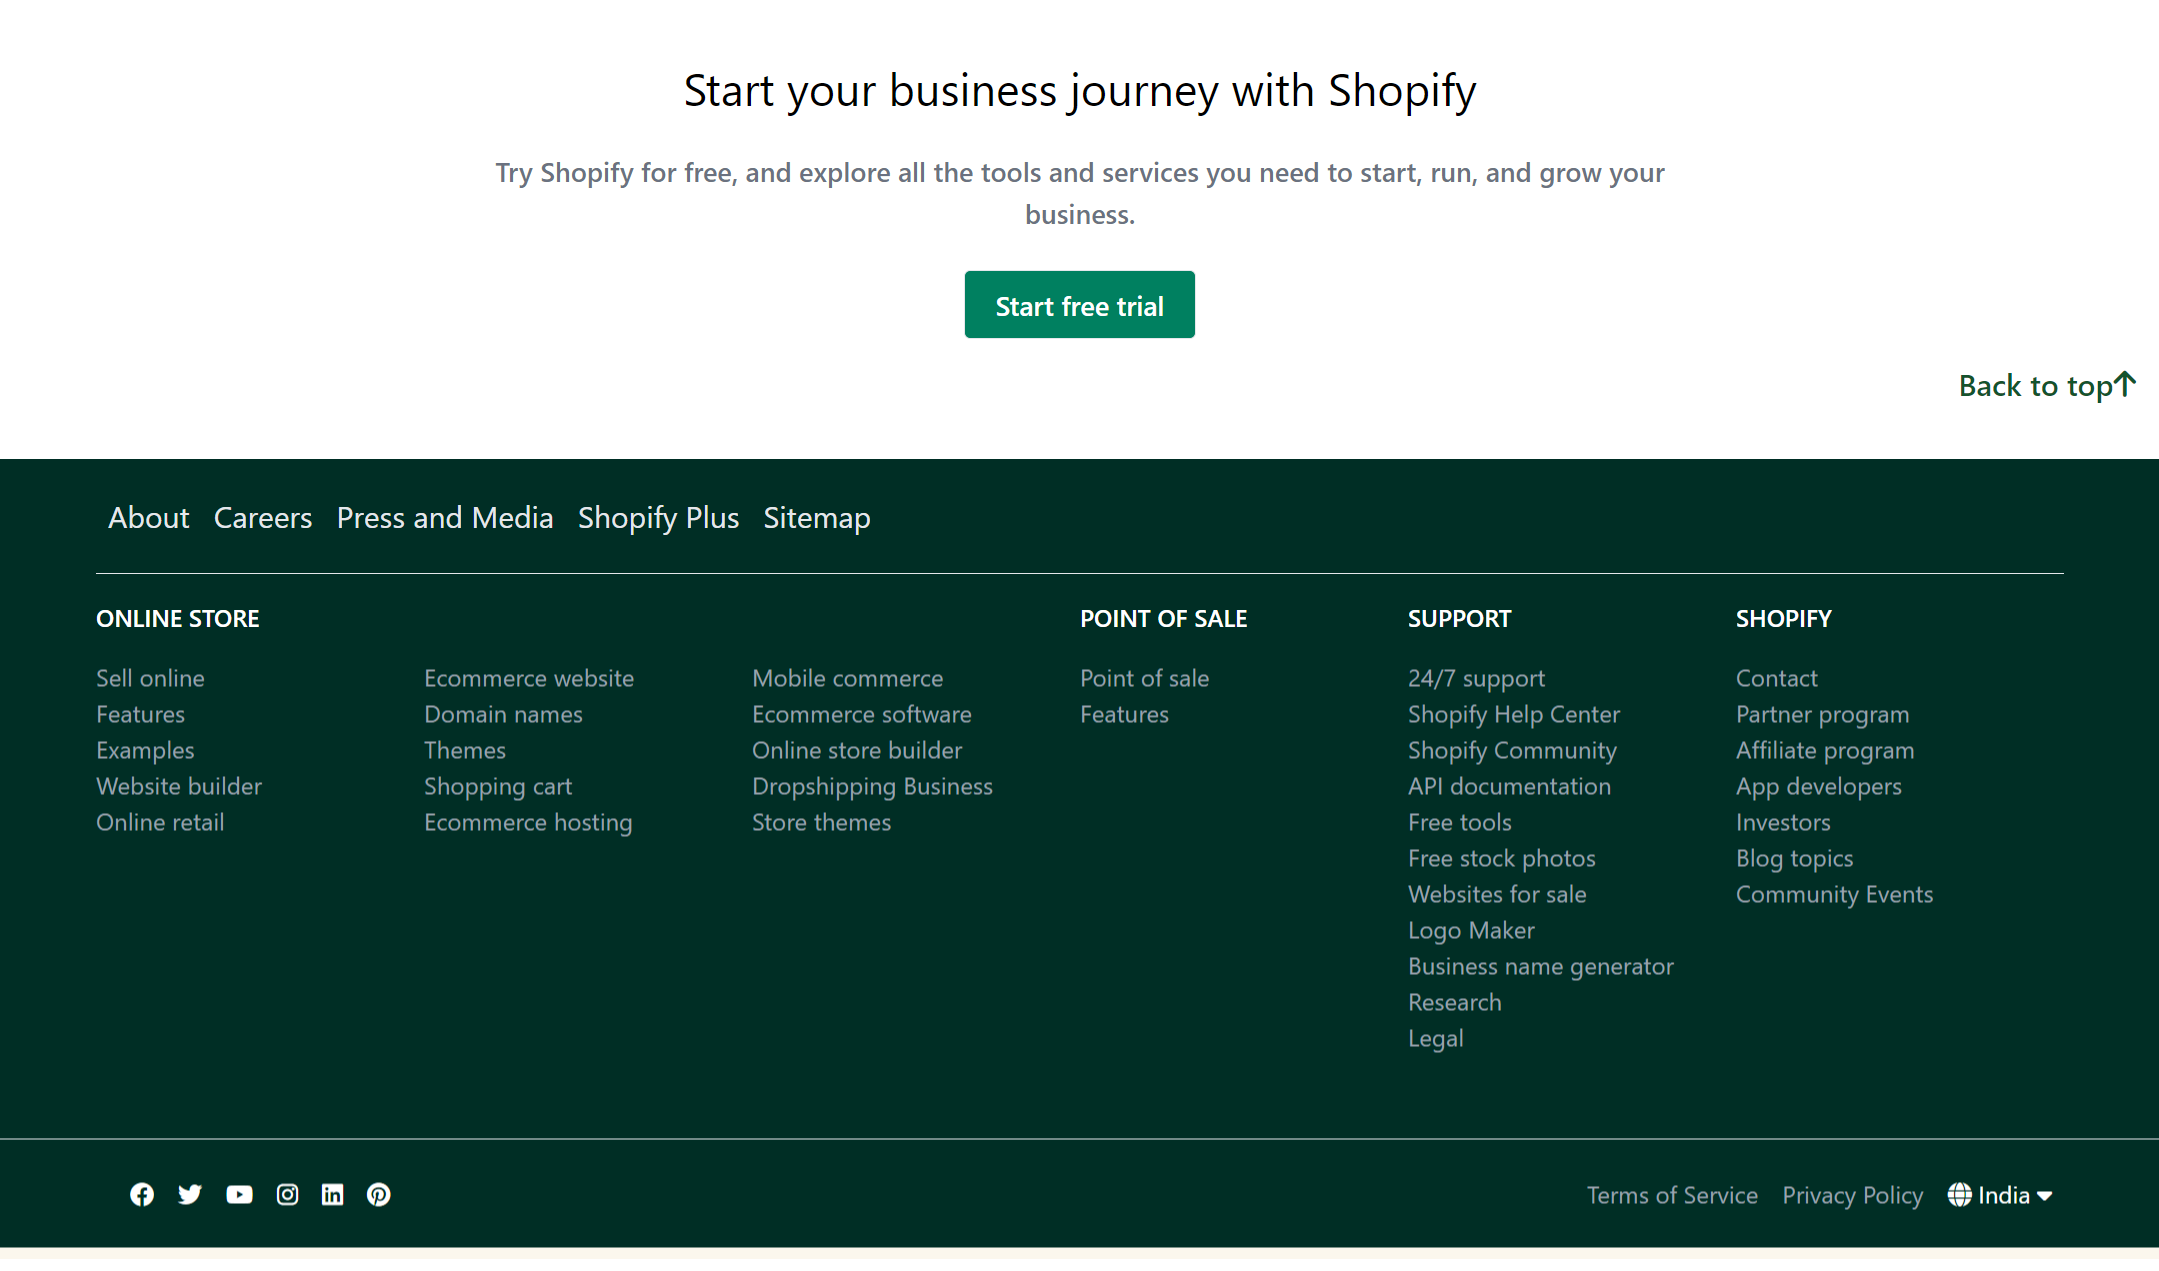 Start your business journey with Shopify
Try Shopify for free, and explore all the tools and services you need to start, run, and grow your
business.
Start free trial
Back to top
About Careers Press and Media Shopify Plus Sitemap
ONLINE STORE
Sell online
Features
Examples
Website builder
Online retail
Ecommerce website
Domain names
Themes
Shopping cart
Ecommerce hosting
Mobile commerce
Ecommerce software
Online store builder
Dropshipping Business
Store themes
POINT OF SALE
Point of sale
Features
SUPPORT
24/7 support
Shopify Help Center
Shopify Community
API documentation
Free tools
Free stock photos
Websites for sale
Logo Maker
Business name generator
Research
Legal
SHOPIFY
Contact
Partner program
Affiliate program
App developers
Investors
Blog topics
Community Events
Terms of Service Privacy Policy India